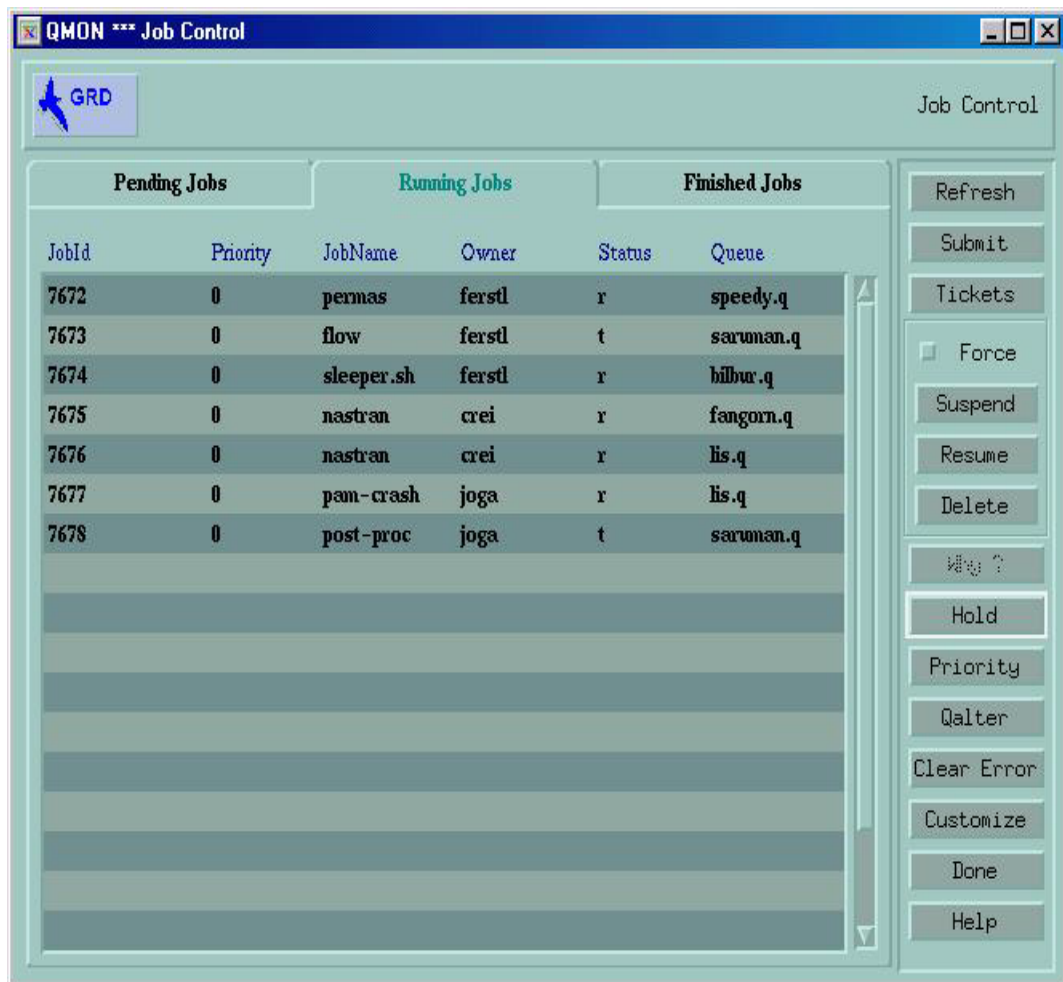 QMON *** Job Control
GRD
Job Control
Pending Jobs Running Jobs Finished Jobs
JobId Priority JobName Owner Status Queue
7672 0 permas ferstl r speedy.q
7673 0 flow ferstl t saruman.q
7674 0 sleeper.sh ferstl r bilbur.q
7675 0 nastran crei r fangorn.q
7676 0 nastran crei r lis.q
7677 0 pam-crash joga r lis.q
7678 0 post-proc joga t saruman.q
Refresh
Submit
Tickets
Force
Suspend
Resume
Delete
Why ?
Hold
Priority
Qalter
Clear Error
Customize
Done
Help